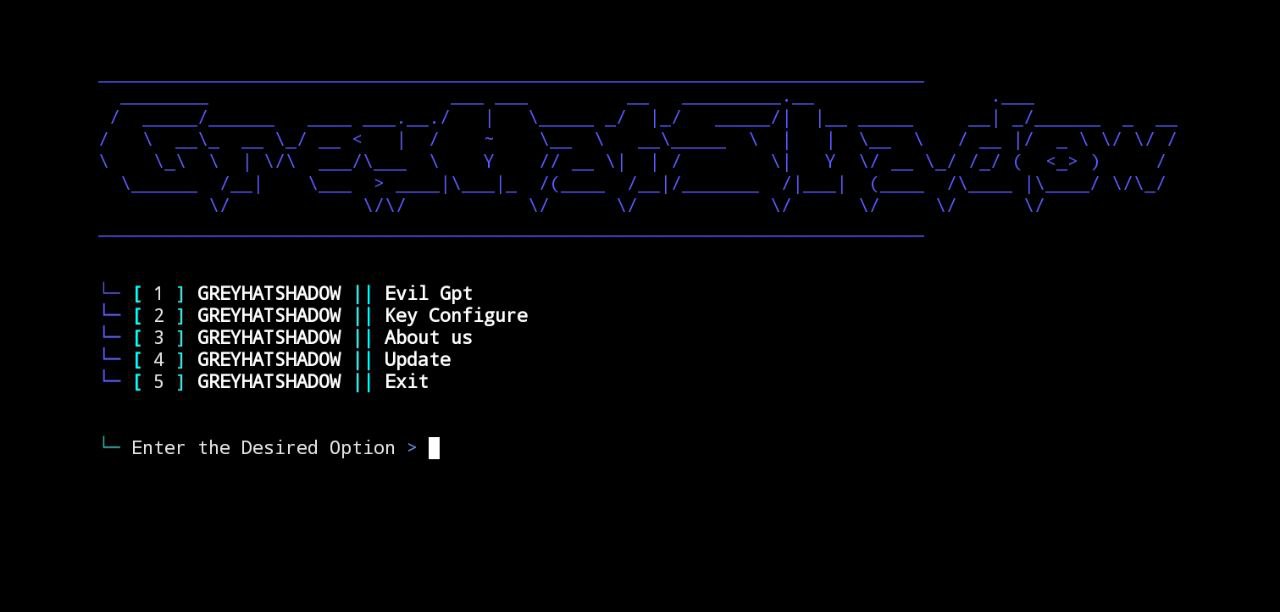 GreyHatShadow
└─ [ 1 ] GREYHATSHADOW || Evil Gpt
└─ [ 2 ] GREYHATSHADOW || Key Configure
└─ [ 3 ] GREYHATSHADOW || About us
└─ [ 4 ] GREYHATSHADOW || Update
└─ [ 5 ] GREYHATSHADOW || Exit
└─ Enter the Desired Option >